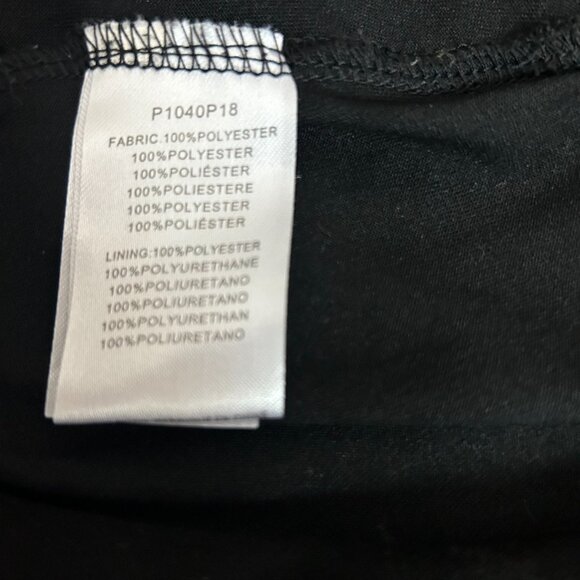 P1040P18
FABRIC:100%POLYESTER
100%POLYESTER
100%POLIÉSTER
100%POLIESTERE
100%POLYESTER
100%POLIÉSTER
LINING:100%POLYESTER
100%POLYURETHANE
100%POLIURETANO
100%POLIURETANO
100%POLYURETHAN
100%POLIURETANO